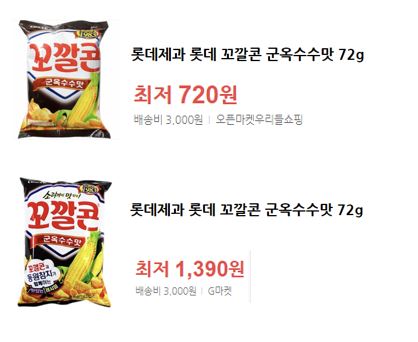 꼬깔콘
군옥수수맛
롯데제과 롯데 꼬깔콘 군옥수수맛 72g
최저 720원
배송비 3,000원 | 오픈마켓우리들쇼핑
꼬깔콘
군옥수수맛
롯데제과 롯데 꼬깔콘 군옥수수맛 72g
최저 1,390원
배송비 3,000원 | G마켓